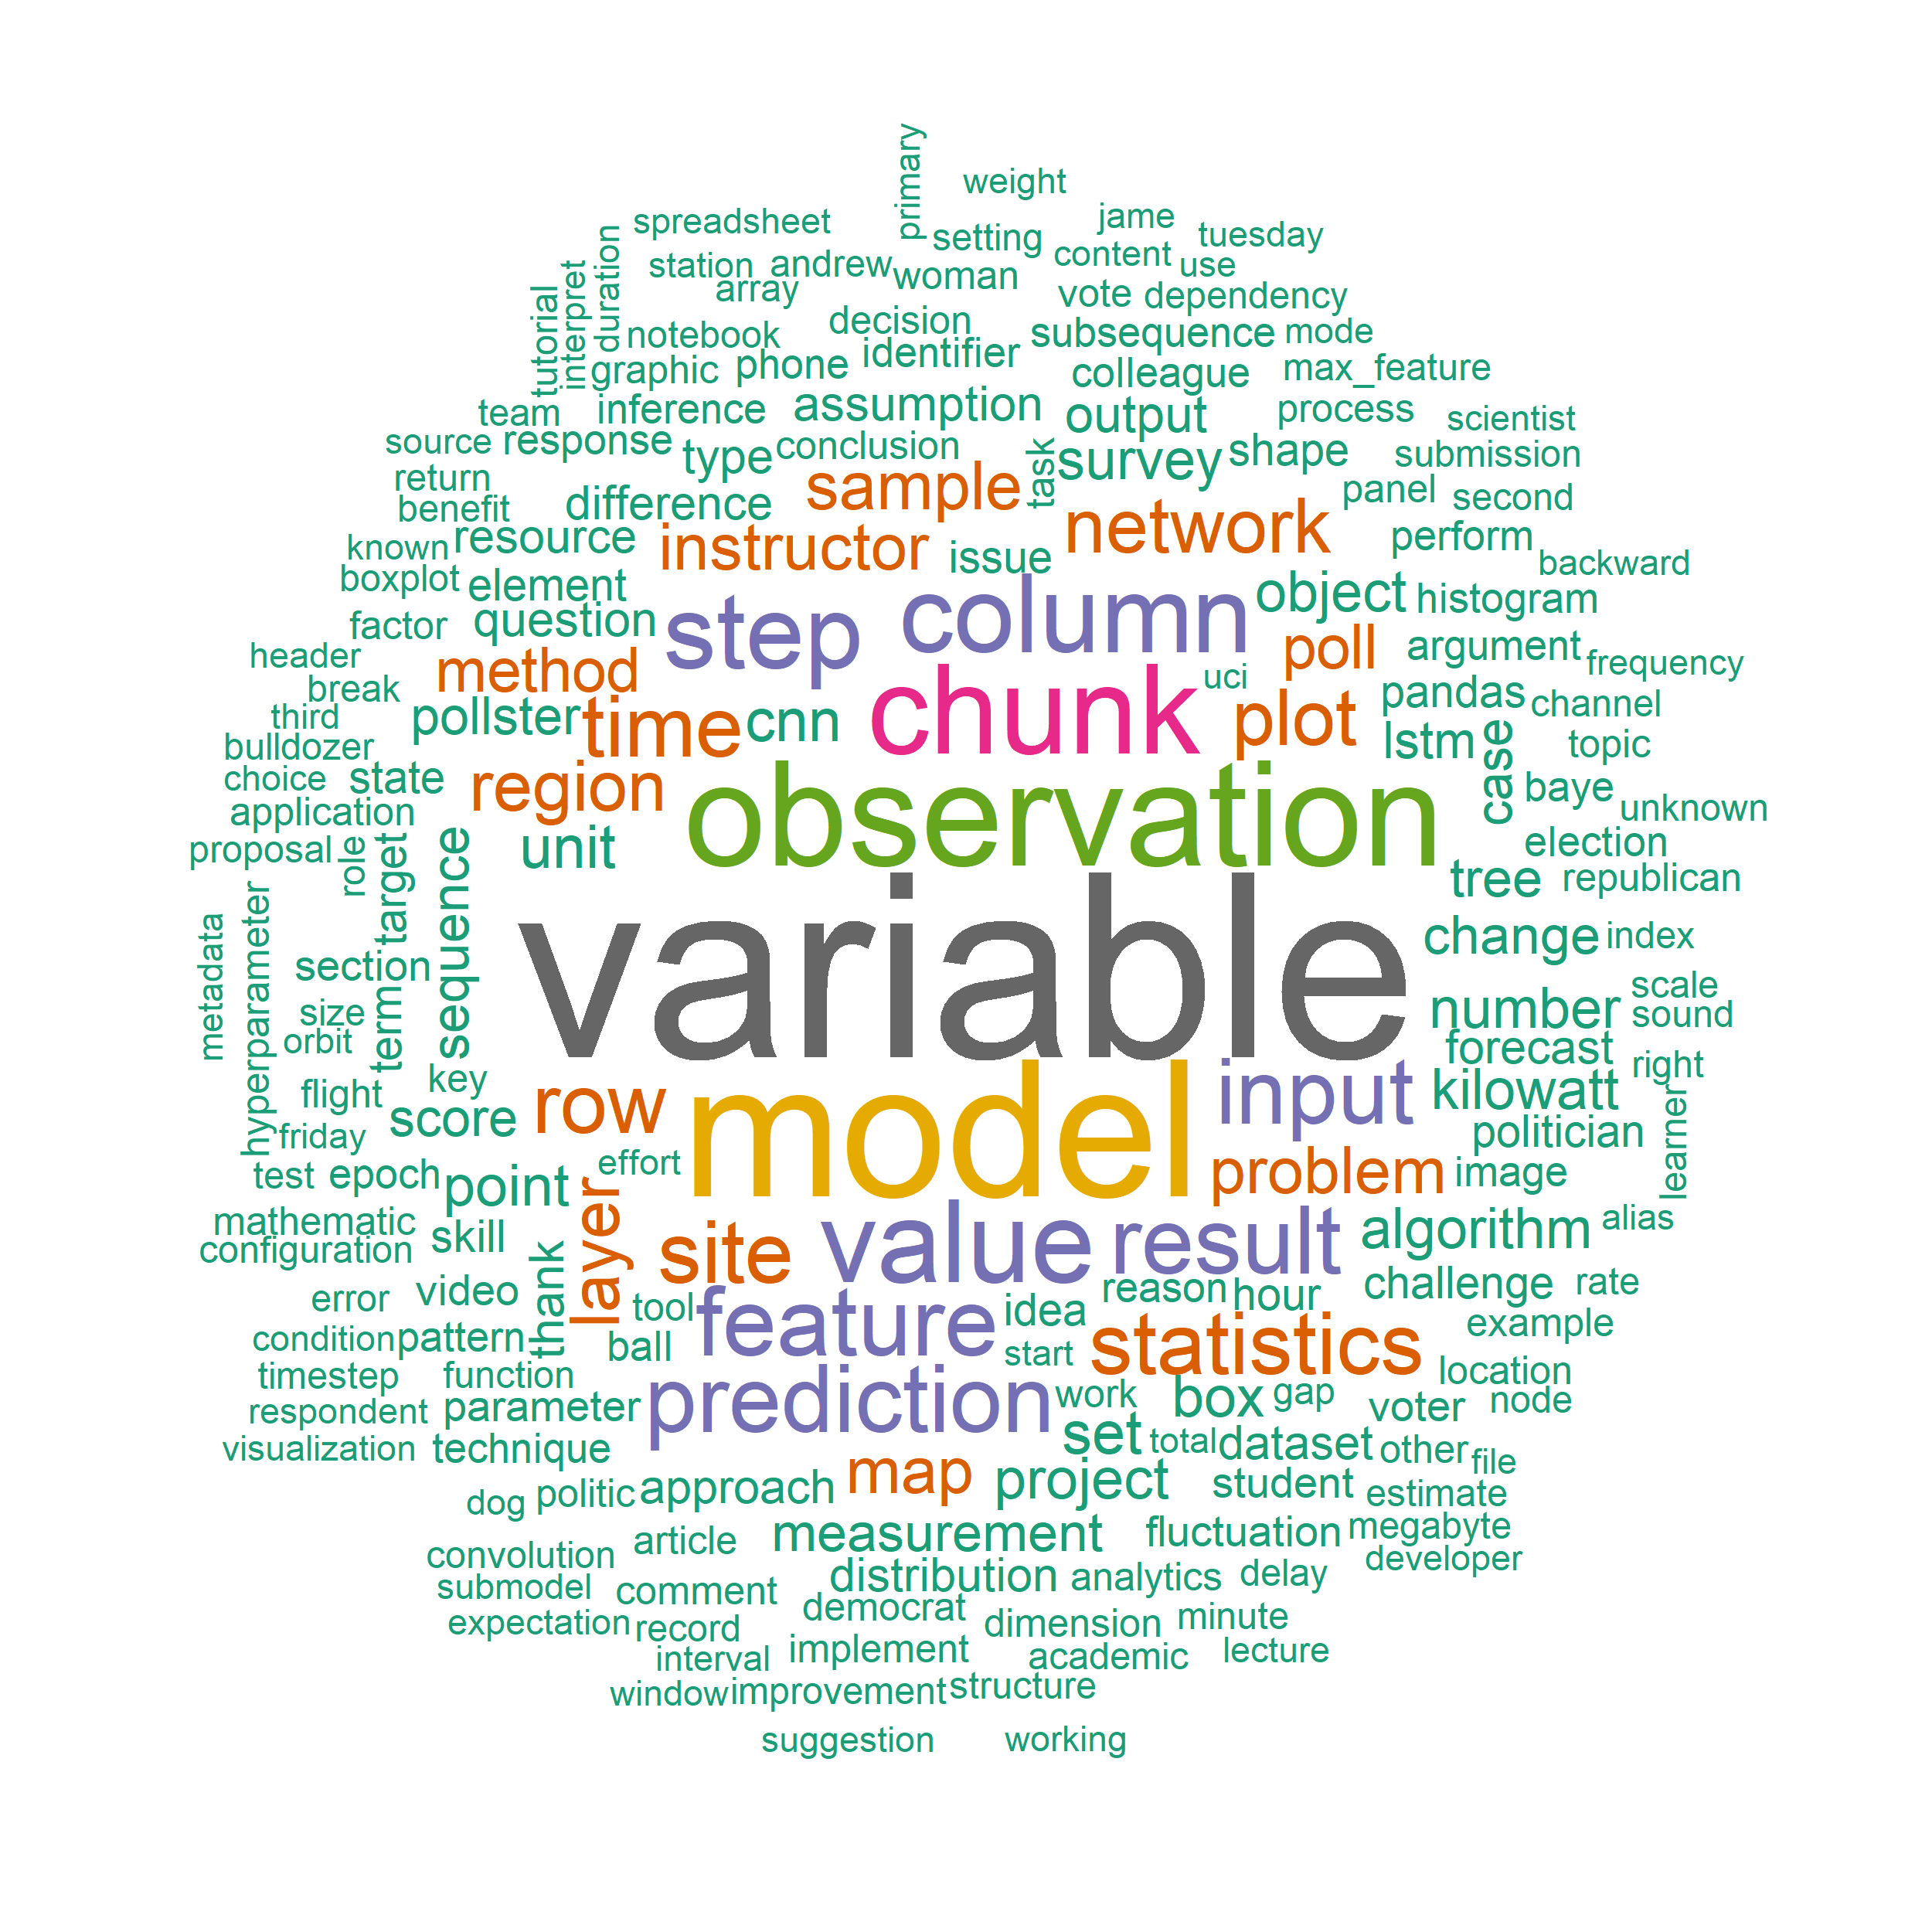 primary
weight
jame
spreadsheet
setting
tuesday
duration
station
andrew
woman
content
use
interpret
tutorial
array
vote
dependency
notebook
decision
subsequence
mode
graphic
phone
identifier
colleague
max_feature
team
inference
assumption
output
process
scientist
source
response
type
conclusion
task
survey
shape
submission
return
benefit
difference
sample
network
panel
second
known
resource
instructor
issue
perform
backward
boxplot
element
step
column
object
histogram
factor
question
poll
argument
frequency
header
method
chunk
uci
break
pollster
time
cnn
plot
pandas
channel
third
lstm
case
topic
bulldozer
choice
state
region
observation
baye
unknown
application
unit
election
proposal
role
target
sequence
tree
republican
variable
change
index
metadata
hyperparameter
section
term
size
number
scale
sound
orbit
forecast
right
flight
key
row
model
input
kilowatt
learner
friday
score
politician
test
epoch
point
effort
problem
image
mathematic
configuration
skill
layer
site
value
result
algorithm
alias
error
video
thank
tool
feature
idea
reason
hour
challenge
rate
condition
pattern
ball
start
statistics
example
timestep
function
prediction
location
respondent
parameter
work
box
gap
voter
node
visualization
technique
set
total
dataset
other
file
dog
politic
approach
map
project
student
estimate
convolution
article
measurement
fluctuation
megabyte
developer
submodel
comment
distribution
analytics
delay
expectation
record
democrat
dimension
minute
interval
implement
academic
lecture
window
improvement
structure
suggestion
working